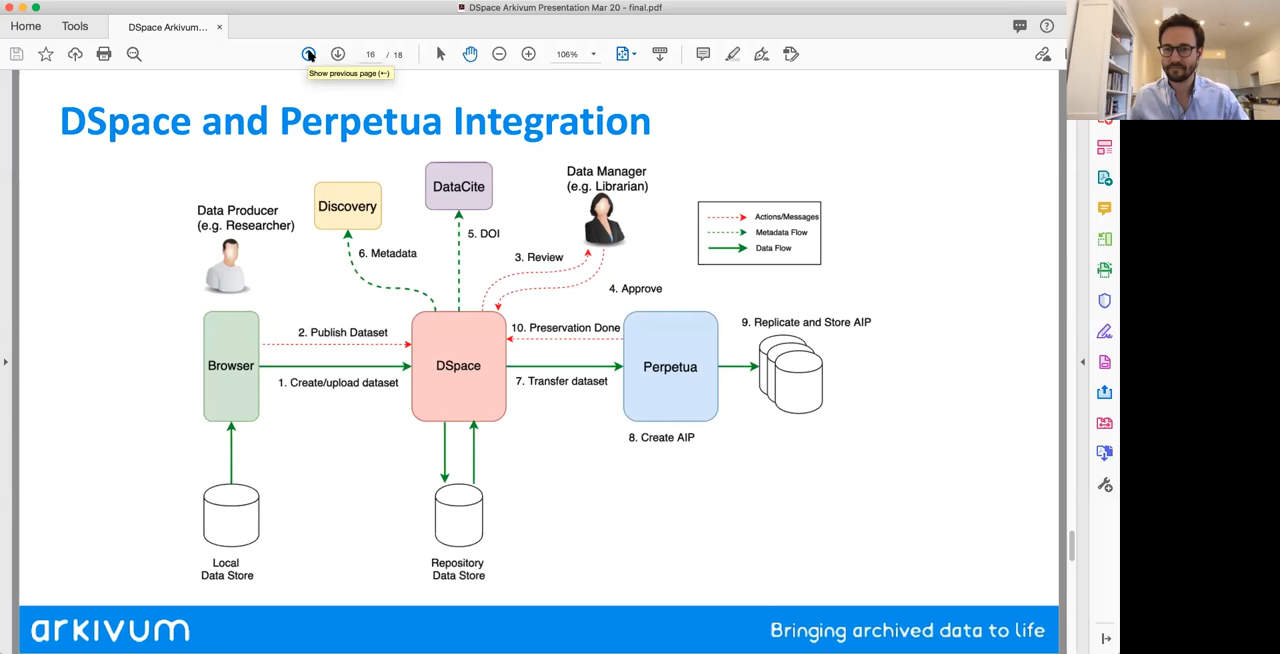 DSpace Arkivum Presentation Mar 20 - final.pdf
Home
Tools
DSpace Arkivum...
×
16 / 18
106%
Show previous page (←)
DSpace and Perpetua Integration
Data Producer
(e.g. Researcher)
Discovery
DataCite
Data Manager
(e.g. Librarian)
Actions/Messages
Metadata Flow
Data Flow
5. DOI
6. Metadata
3. Review
4. Approve
2. Publish Dataset
10. Preservation Done
9. Replicate and Store AIP
Browser
DSpace
Perpetua
1. Create/upload dataset
7. Transfer dataset
8. Create AIP
Local
Data Store
Repository
Data Store
arkivum
Bringing archived data to life